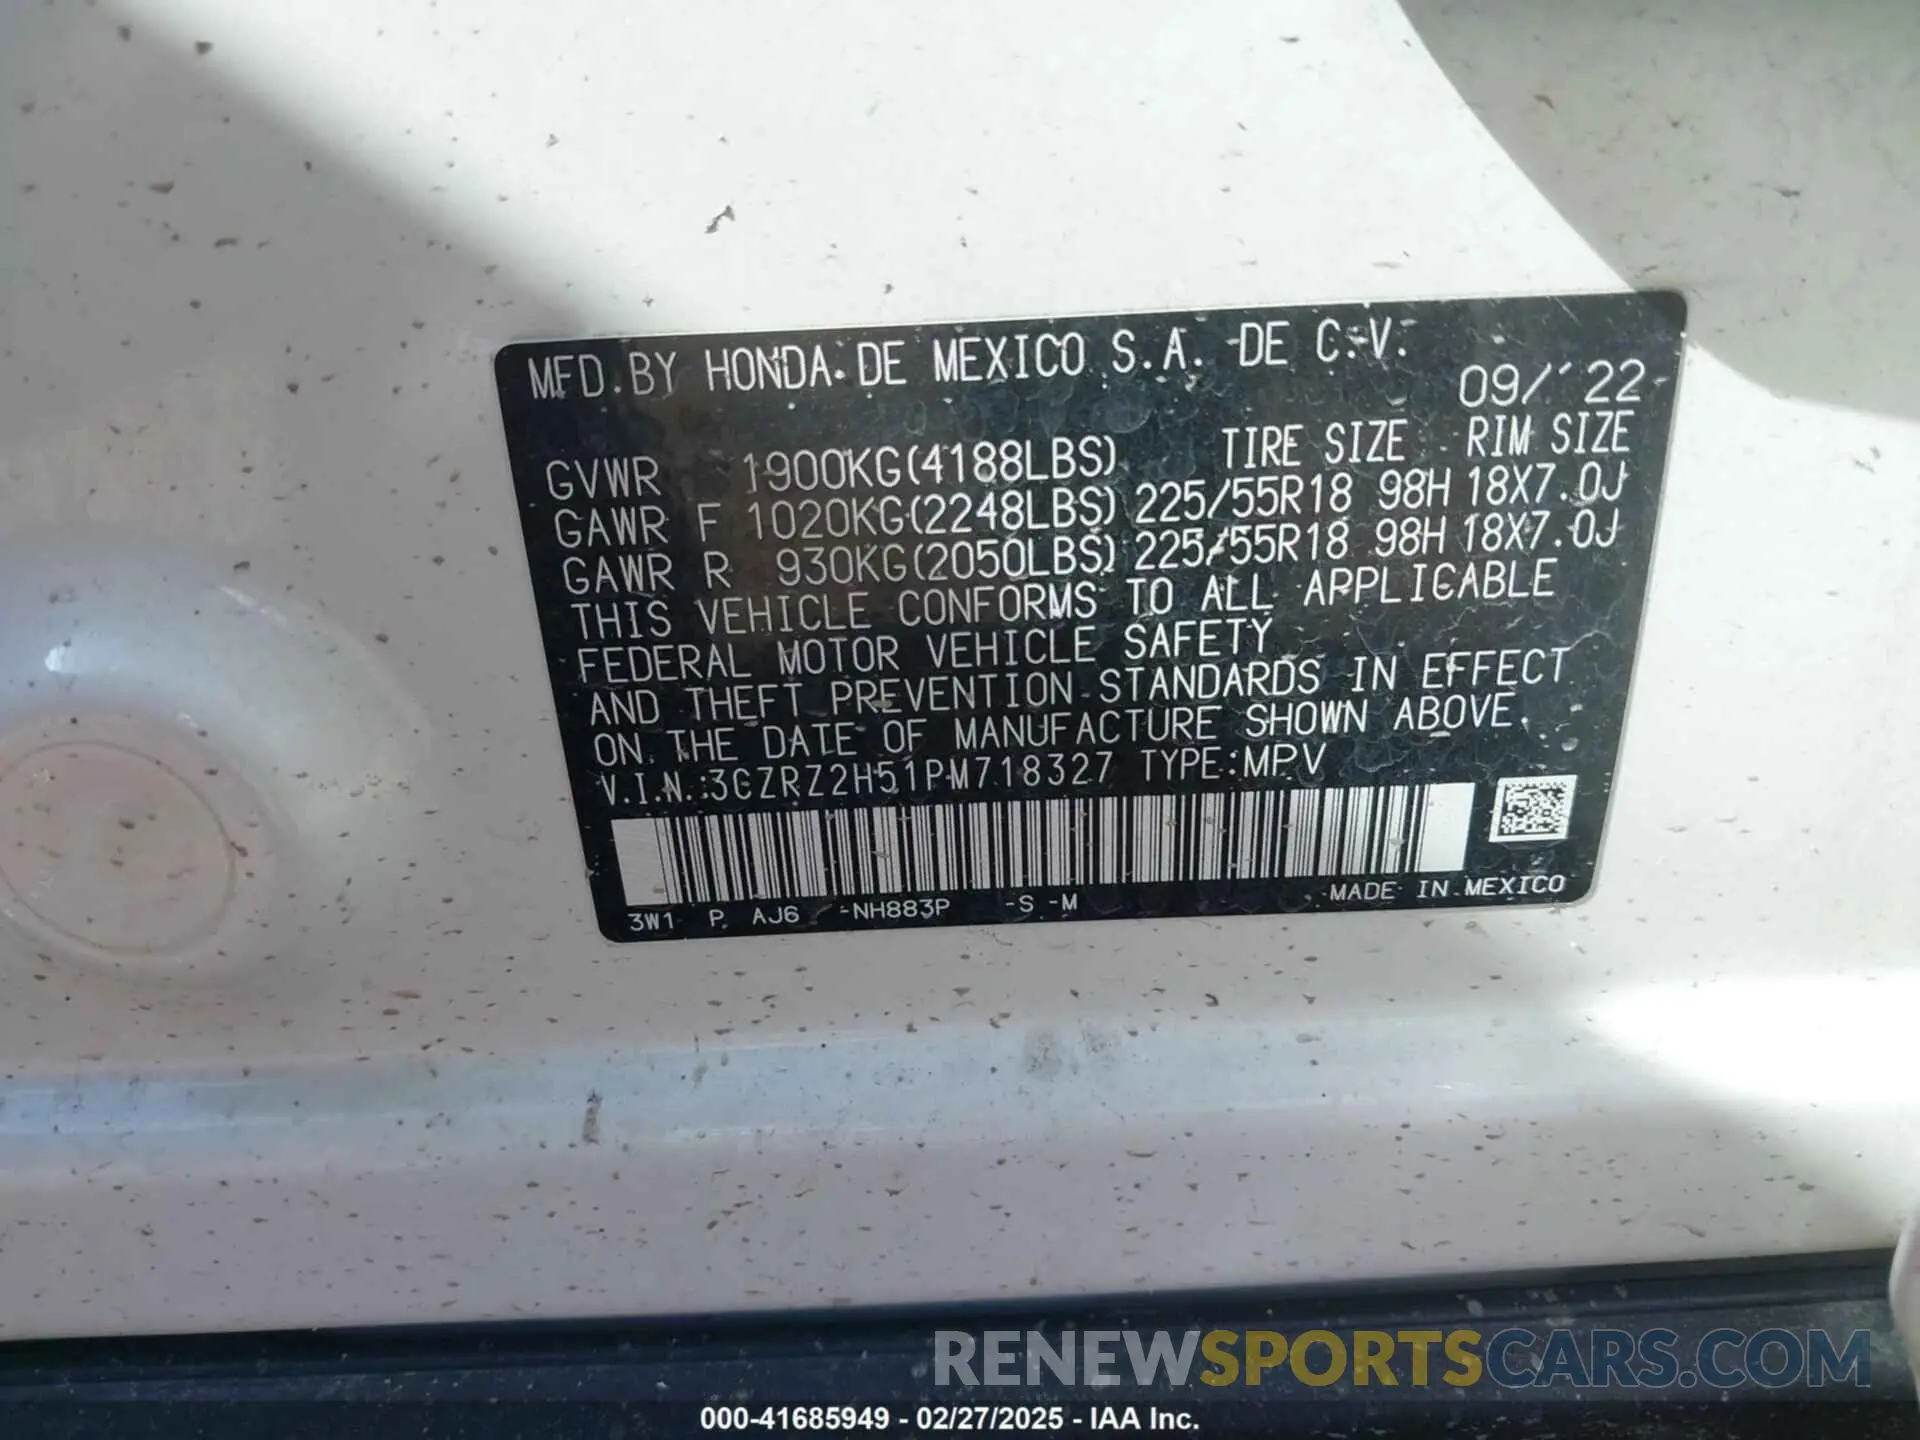 MFD.BY HONDA DE MEXICO S.A. DE C.V.
09/'22
TIRE SIZE RIM SIZE
GVWR 1900KG(4188LBS)
GAWR F 1020KG(2248LBS) 225/55R18 98H 18X7.0J
GAWR R 930KG(2050LBS) 225/55R18 98H 18X7.0J
THIS VEHICLE CONFORMS TO ALL APPLICABLE
FEDERAL MOTOR VEHICLE SAFETY
AND THEFT PREVENTION STANDARDS IN EFFECT
ON THE DATE OF MANUFACTURE SHOWN ABOVE.
V.I.N.:3GZRZ2H51PM718327 TYPE:MPV
3W1 P AJ6 -NH883P -S -M
MADE IN MEXICO
RENEWSPORTSCARS.COM
000-41685949 - 02/27/2025 - IAA Inc.